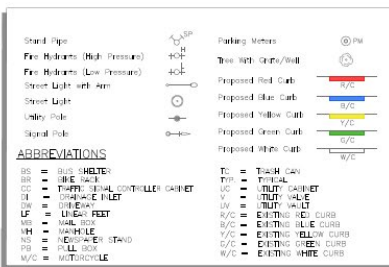 Stand Pipe SP
Fire Hydrants (High Pressure) H
Fire Hydrants (Low Pressure) L
Street Light with Arm
Street Light
Utility Pole
Signal Pole
Parking Meters PM
Tree With Grate/Well
Proposed Red Curb R/C
Proposed Blue Curb B/C
Proposed Yellow Curb Y/C
Proposed Green Curb G/C
Proposed White Curb W/C
ABBREVIATIONS
BS = BUS SHELTER
BR = BIKE RACK
CC = TRAFFIC SIGNAL CONTROLLER CABINET
DI = DRAINAGE INLET
DW = DRIVEWAY
LF = LINEAR FEET
MB = MAIL BOX
MH = MANHOLE
NS = NEWSPAPER STAND
PB = PULL BOX
M/C = MOTORCYCLE
TC = TRASH CAN
TYP. = TYPICAL
UC = UTILITY CABINET
V = UTILITY VALVE
UV = UTILITY VAULT
R/C = EXISTING RED CURB
B/C = EXISTING BLUE CURB
Y/C = EXISTING YELLOW CURB
G/C = EXISTING GREEN CURB
W/C = EXISTING WHITE CURB